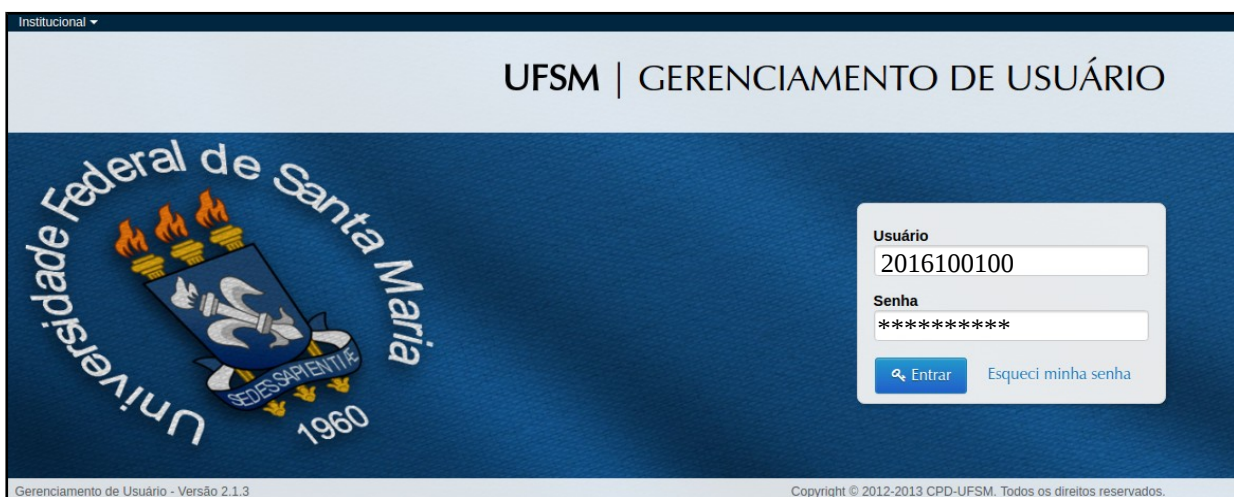 Institucional
UFSM | GERENCIAMENTO DE USUÁRIO
Universidade Federal de Santa Maria
SEDES SAPIENTIÆ
1960
Usuário
2016100100
Senha
**********
Entrar Esqueci minha senha
Gerenciamento de Usuário - Versão 2.1.3 Copyright © 2012-2013 CPD-UFSM. Todos os direitos reservados.